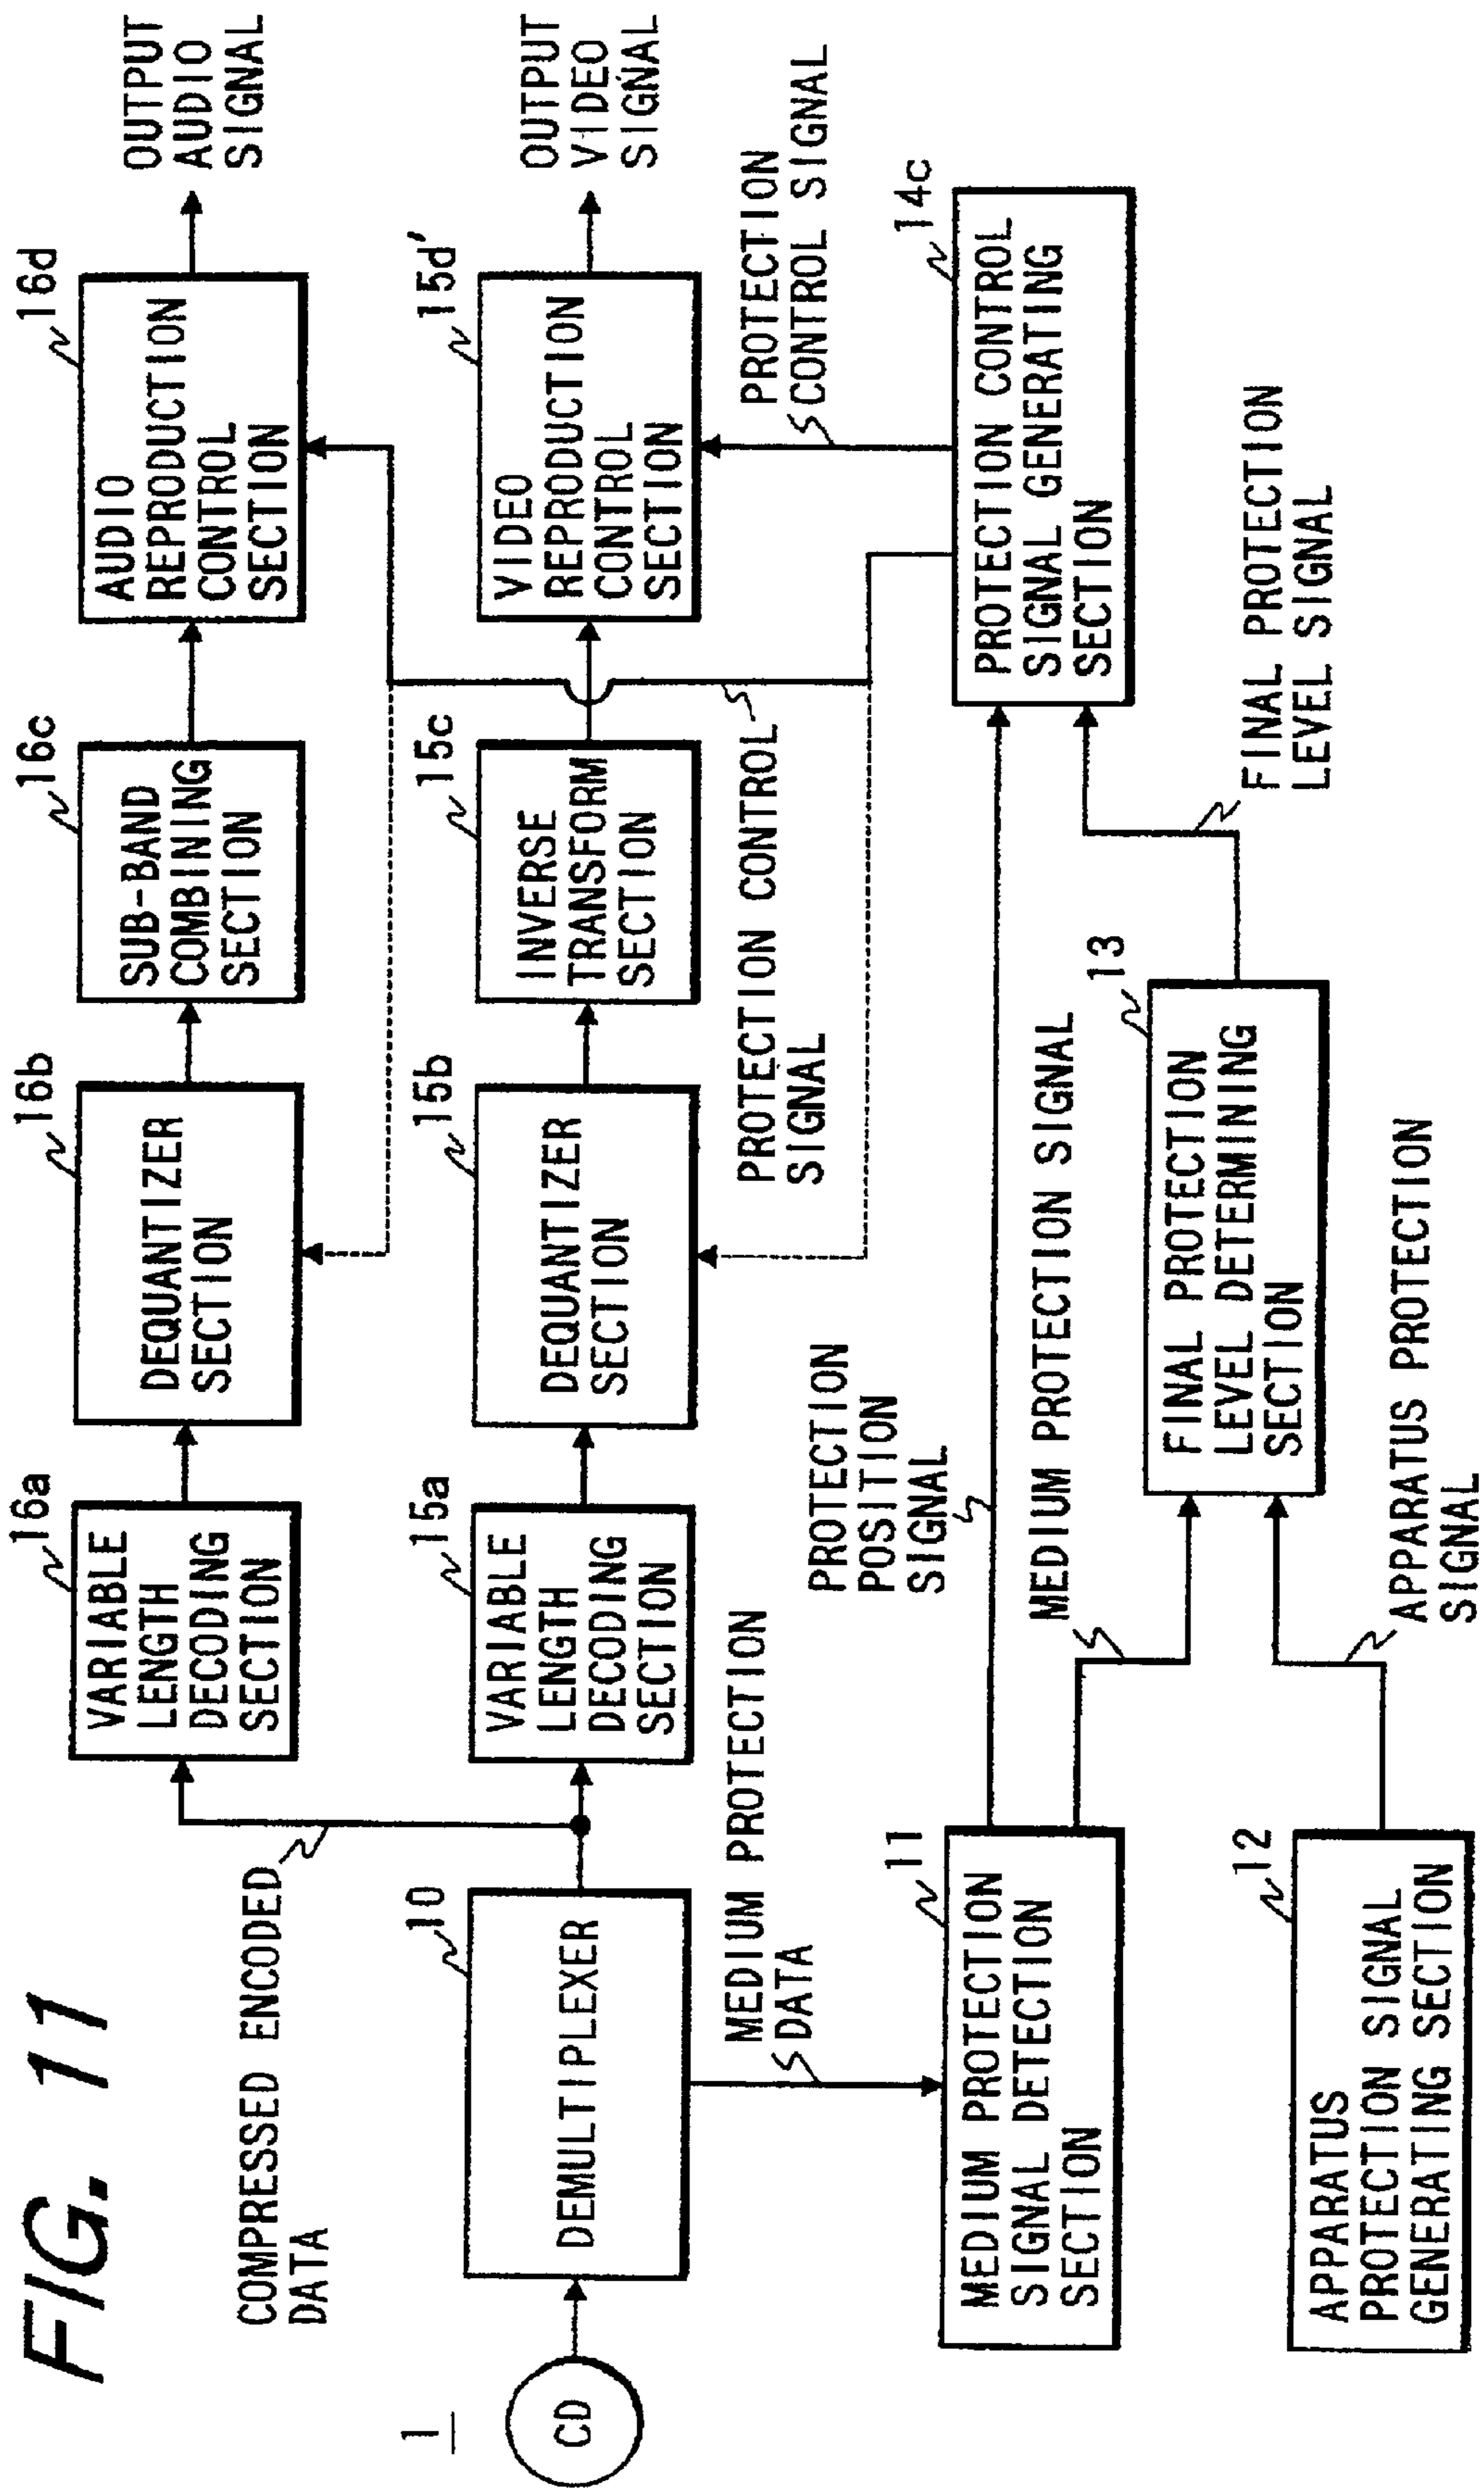 FIG. 11
1
CD
COMPRESSED ENCODED
DATA
10
DEMULTIPLEXER
16a
VARIABLE
LENGTH
DECODING
SECTION
16b
DEQUANTIZER
SECTION
16c
SUB-BAND
COMBINING
SECTION
16d
AUDIO
REPRODUCTION
CONTROL
SECTION
OUTPUT
AUDIO
SIGNAL
15a
VARIABLE
LENGTH
DECODING
SECTION
15b
DEQUANTIZER
SECTION
15c
INVERSE
TRANSFORM
SECTION
15d'
VIDEO
REPRODUCTION
CONTROL
SECTION
OUTPUT
VIDEO
SIGNAL
MEDIUM PROTECTION
DATA
PROTECTION CONTROL
SIGNAL
PROTECTION
CONTROL SIGNAL
PROTECTION
POSITION
SIGNAL
11
MEDIUM PROTECTION
SIGNAL DETECTION
SECTION
14c
PROTECTION CONTROL
SIGNAL GENERATING
SECTION
MEDIUM PROTECTION SIGNAL
13
FINAL PROTECTION
LEVEL DETERMINING
SECTION
FINAL PROTECTION
LEVEL SIGNAL
12
APPARATUS
PROTECTION SIGNAL
GENERATING SECTION
APPARATUS PROTECTION
SIGNAL